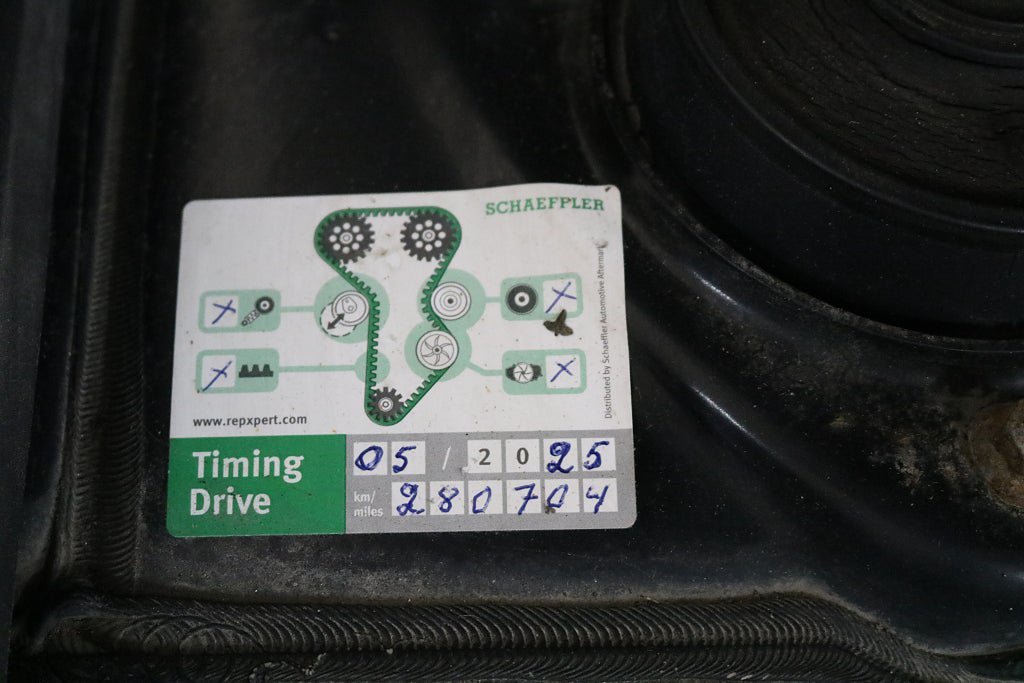 SCHAEFFLER
Distributed by Schaeffler Automotive Aftermarket
X
X
X
X
www.repxpert.com
Timing
Drive
05 / 2025
km/
miles
280704